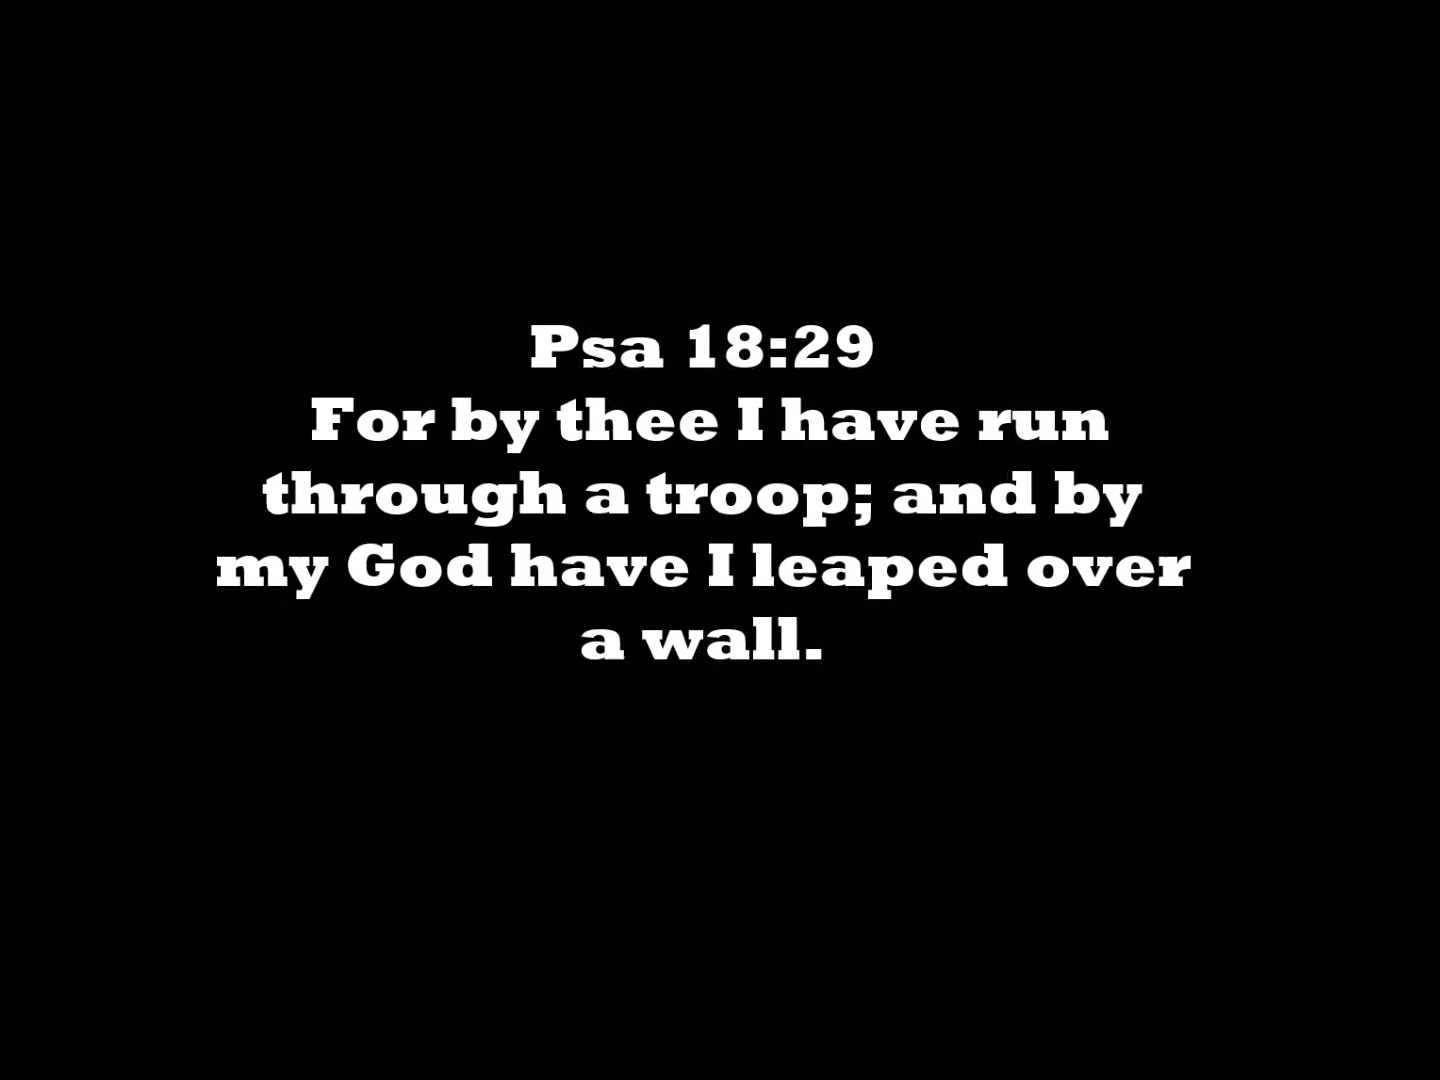 Psa 18:29
For by thee I have run
through a troop; and by
my God have I leaped over
a wall.